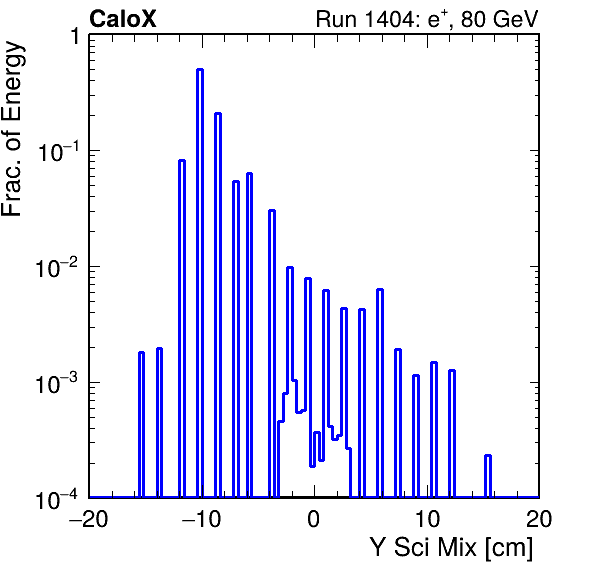 CaloX Run 1404: e⁺, 80 GeV
Frac. of Energy
1
10⁻¹
10⁻²
10⁻³
10⁻⁴
−20 −10 0 10 20
Y Sci Mix [cm]